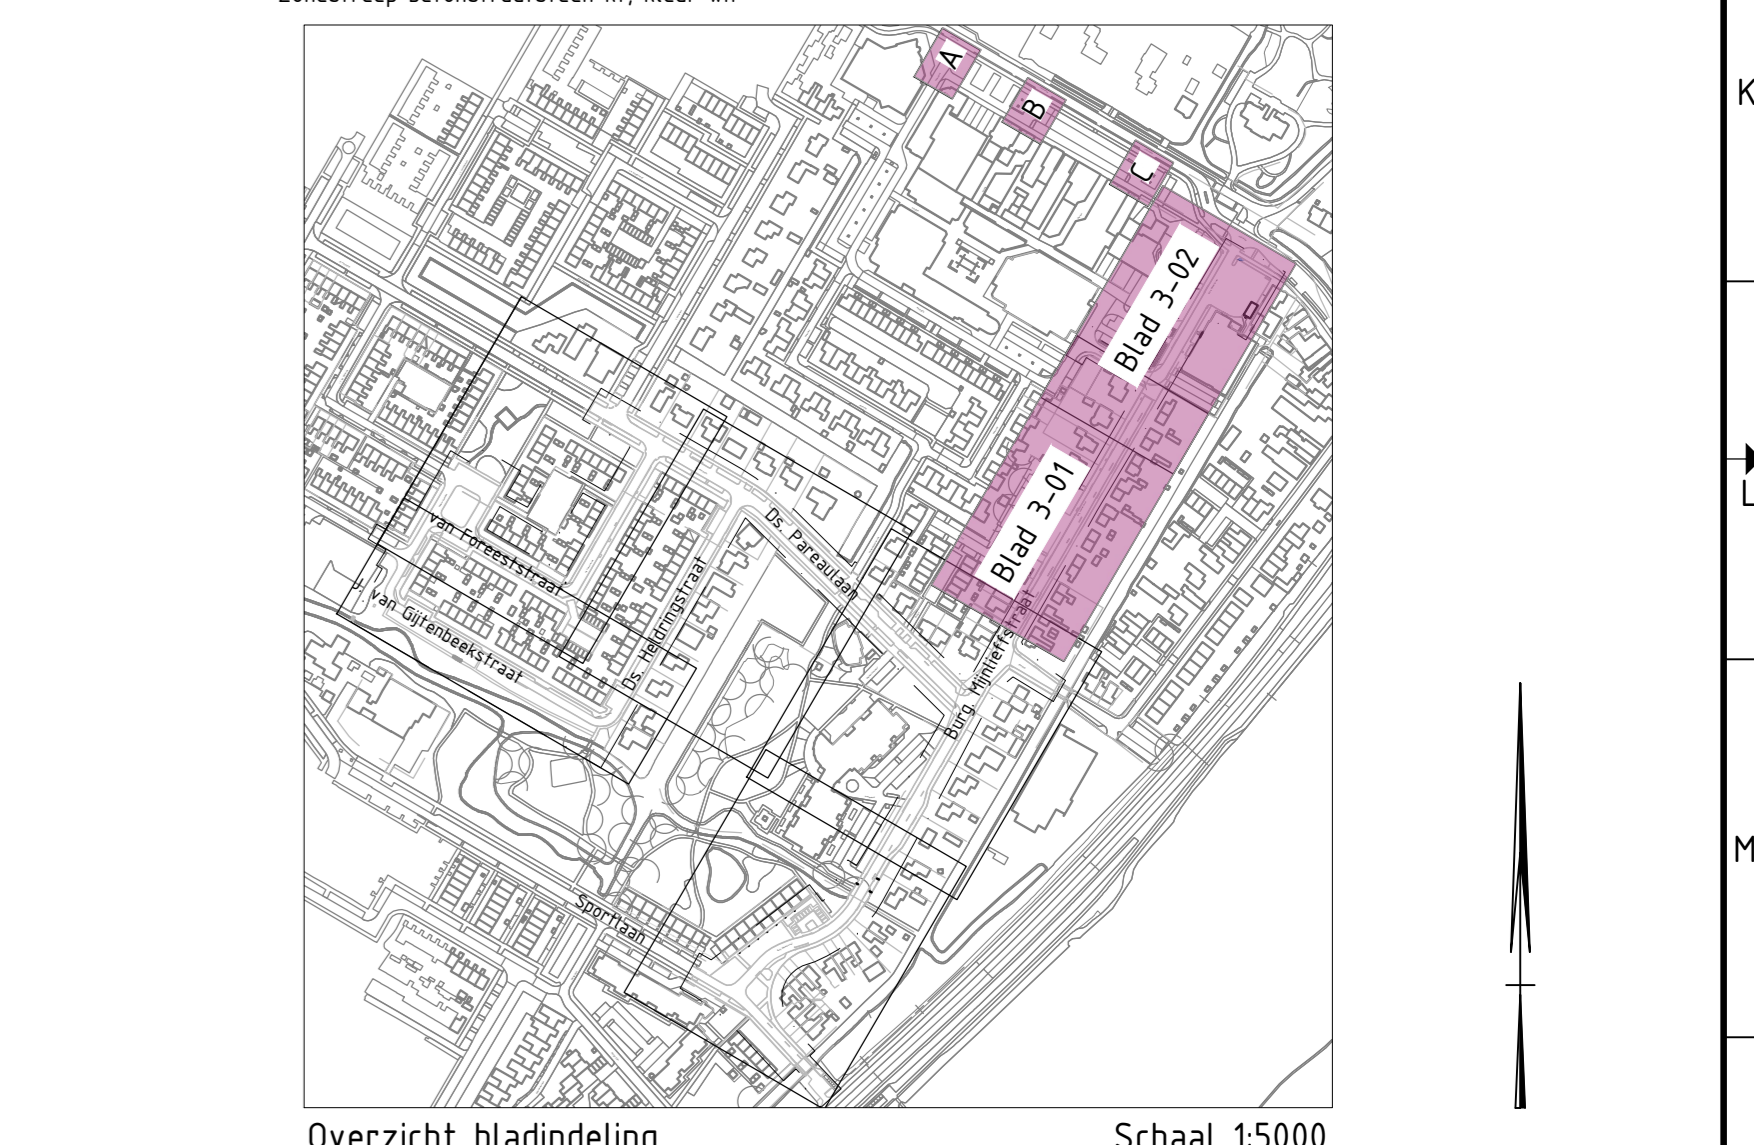 A
B
C
Blad 3-02
Blad 3-01
Ds. Pareaulaan
van Foreeststraat
J. van Gijtenbeekstraat
Ds. Heldringstraat
Burg. Mijnlieffstraat
Sportlaan
K
L
M
Overzicht bladindeling
Schaal 1:5000